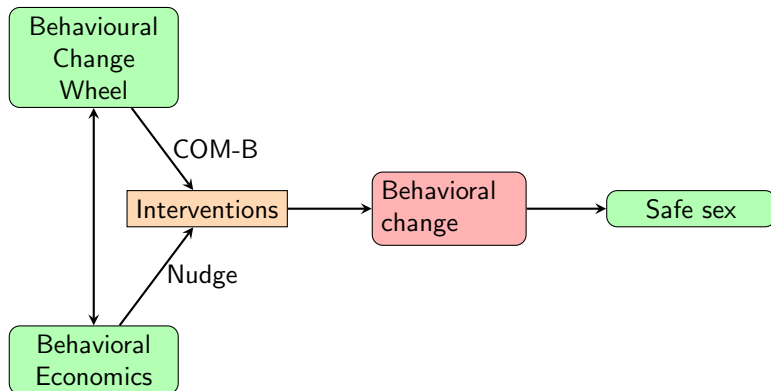 Behavioural
Change
Wheel
COM-B
Interventions
Behavioral
change
Safe sex
Nudge
Behavioral
Economics